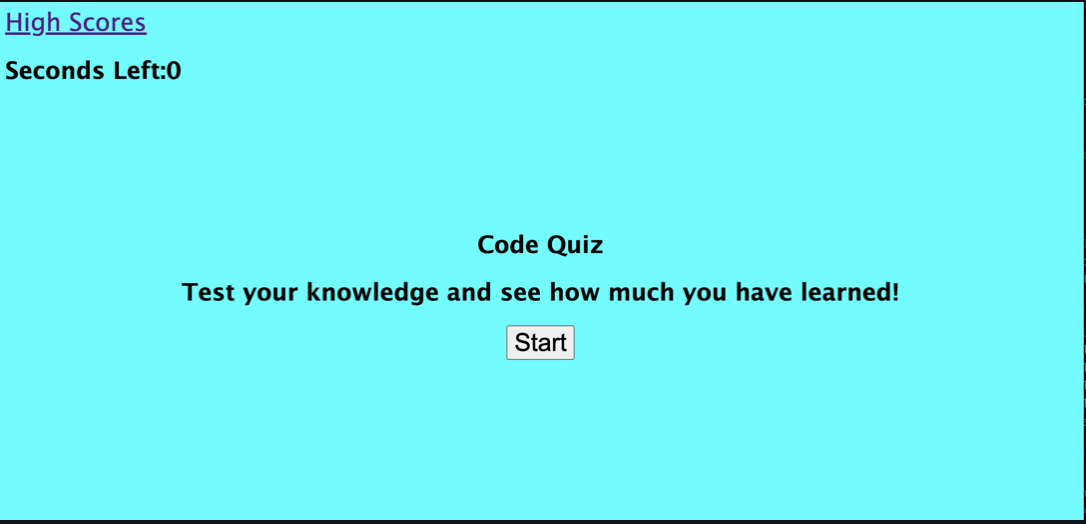 High Scores
Seconds Left:0
Code Quiz
Test your knowledge and see how much you have learned!
Start